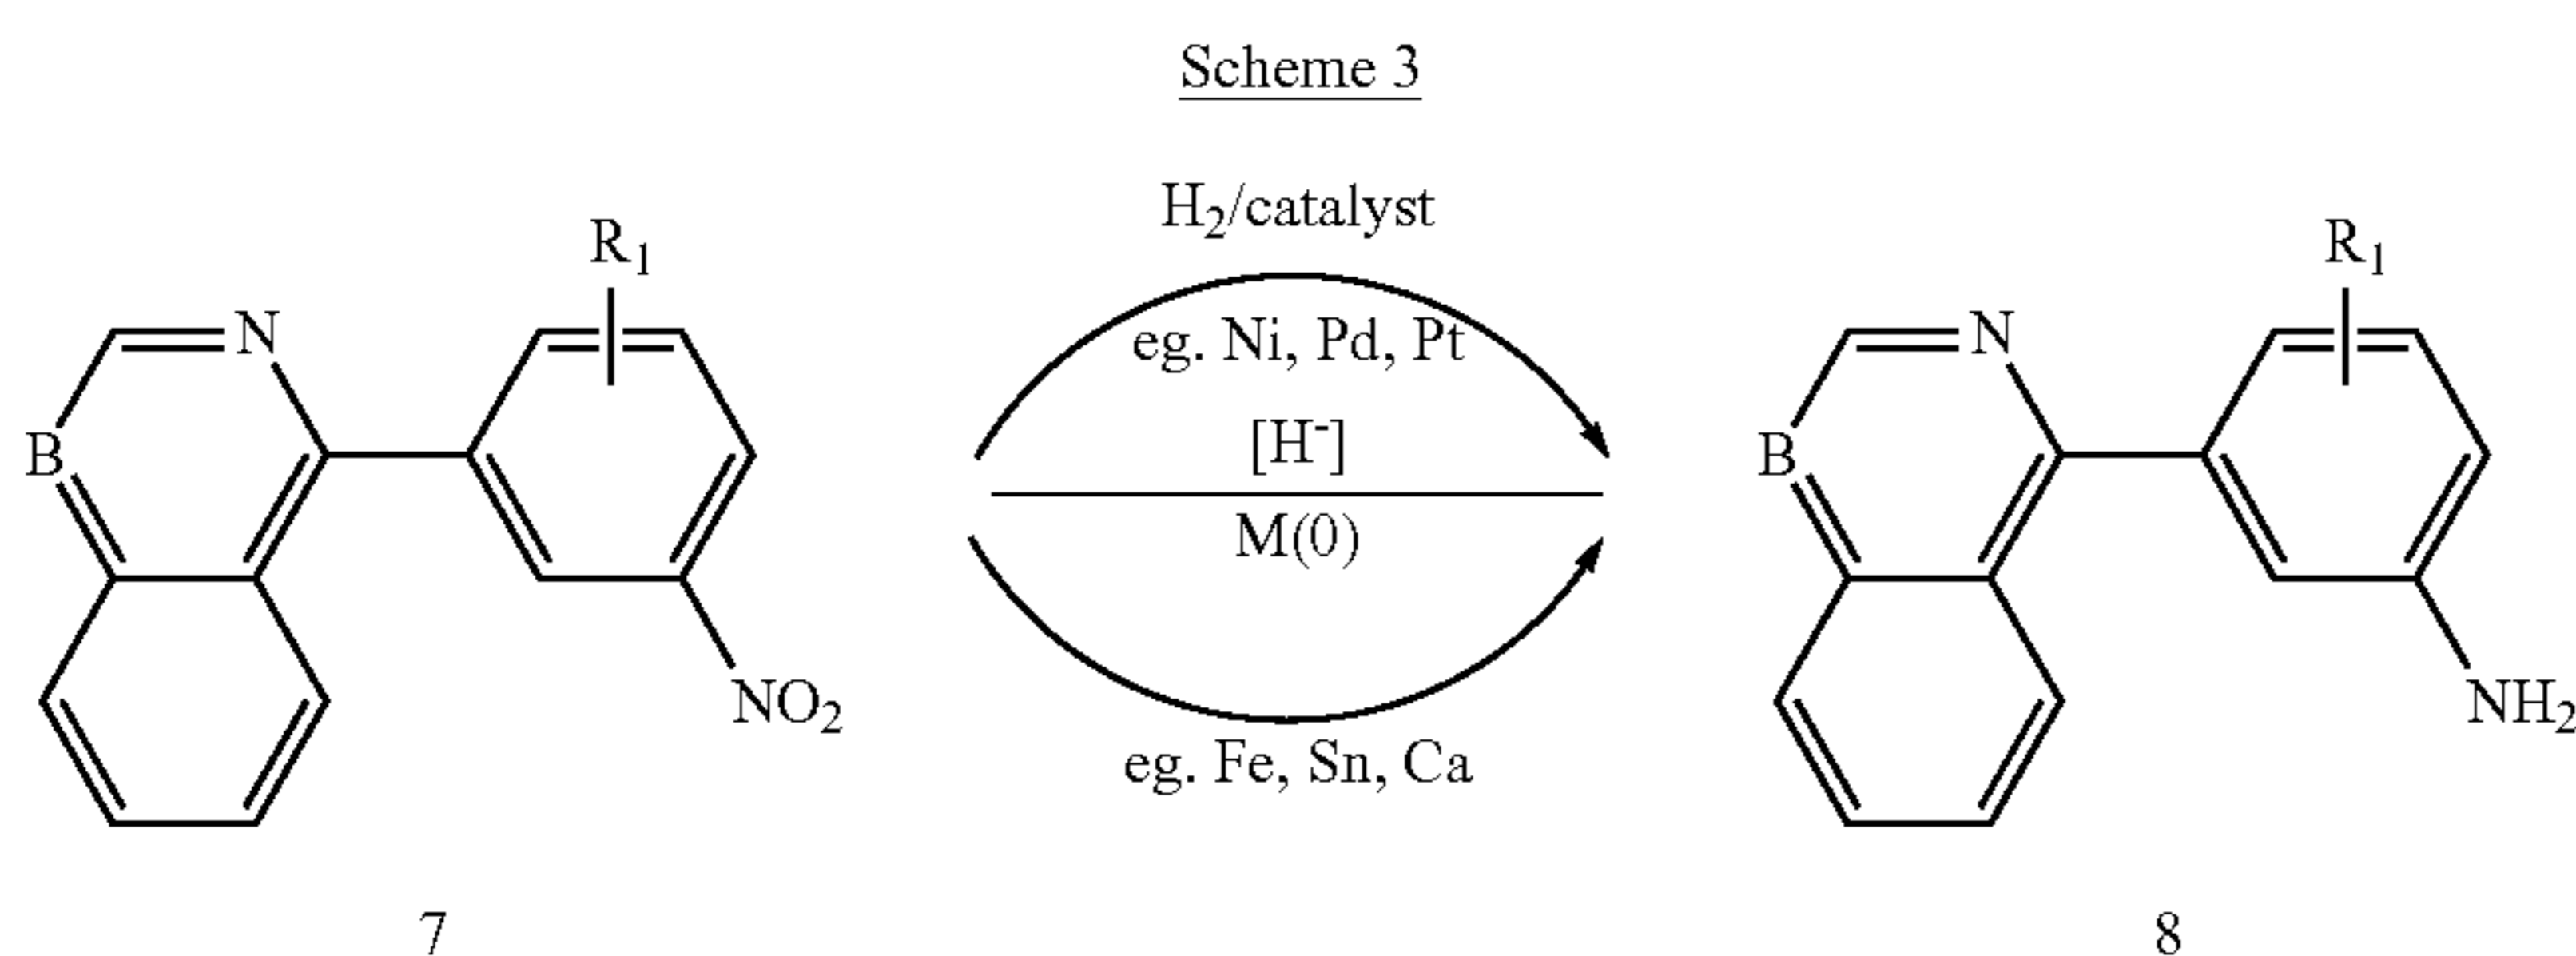 Scheme 3
H₂/catalyst
R₁
R₁
N
eg. Ni, Pd, Pt
N
B
[H⁻]
B
M(0)
NO₂
NH₂
eg. Fe, Sn, Ca
7
8